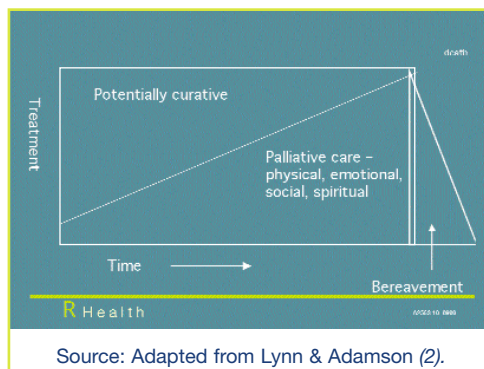 death
Potentially curative
Treatment
Palliative care –
physical, emotional,
social, spiritual
Time
Bereavement
R Health
Source: Adapted from Lynn & Adamson (2).